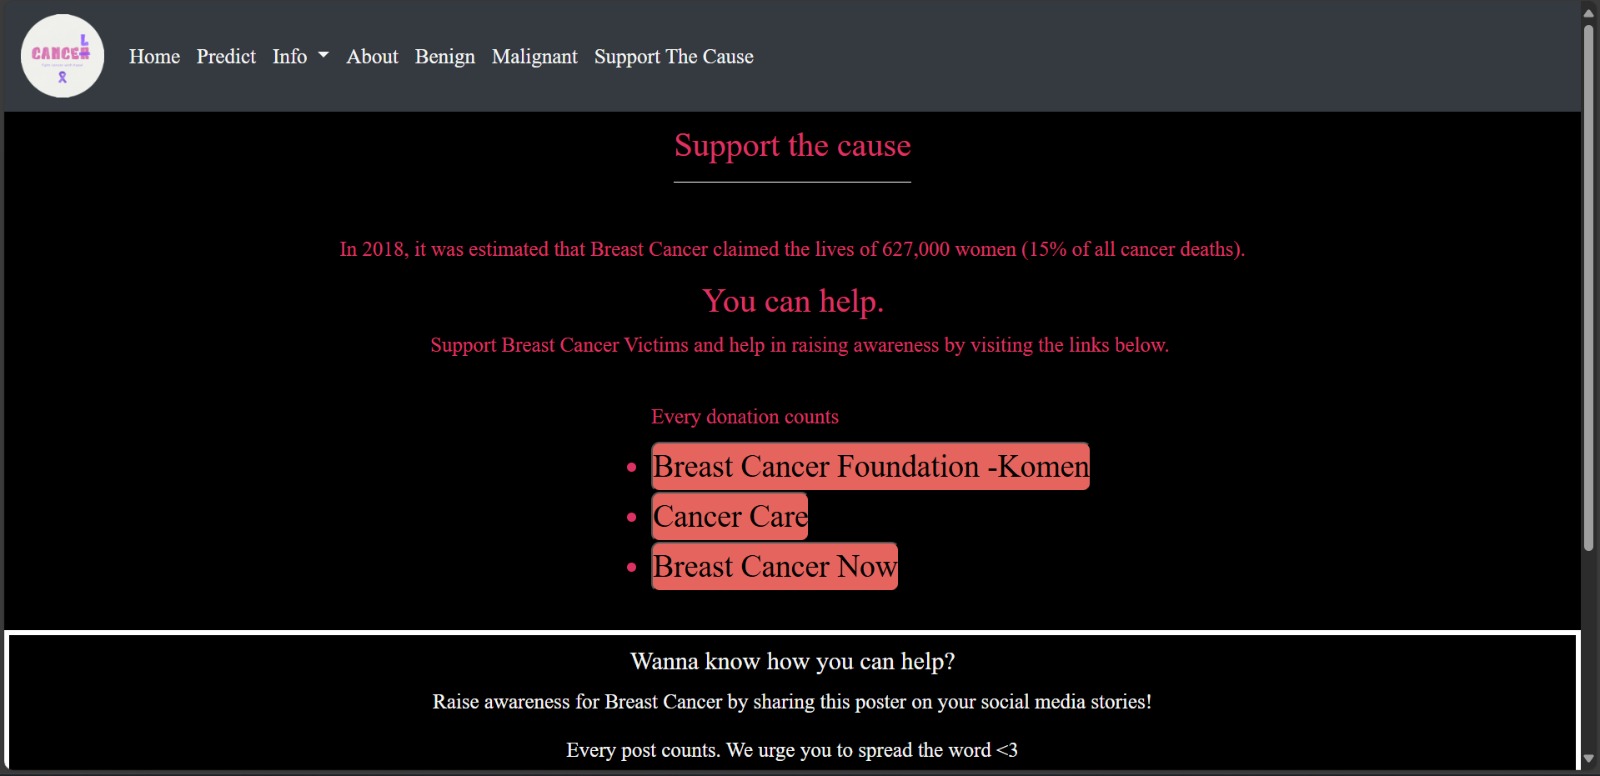 CANCER
L
Home Predict Info About Benign Malignant Support The Cause
Support the cause
In 2018, it was estimated that Breast Cancer claimed the lives of 627,000 women (15% of all cancer deaths).
You can help.
Support Breast Cancer Victims and help in raising awareness by visiting the links below.
Every donation counts
Breast Cancer Foundation -Komen
Cancer Care
Breast Cancer Now
Wanna know how you can help?
Raise awareness for Breast Cancer by sharing this poster on your social media stories!
Every post counts. We urge you to spread the word <3